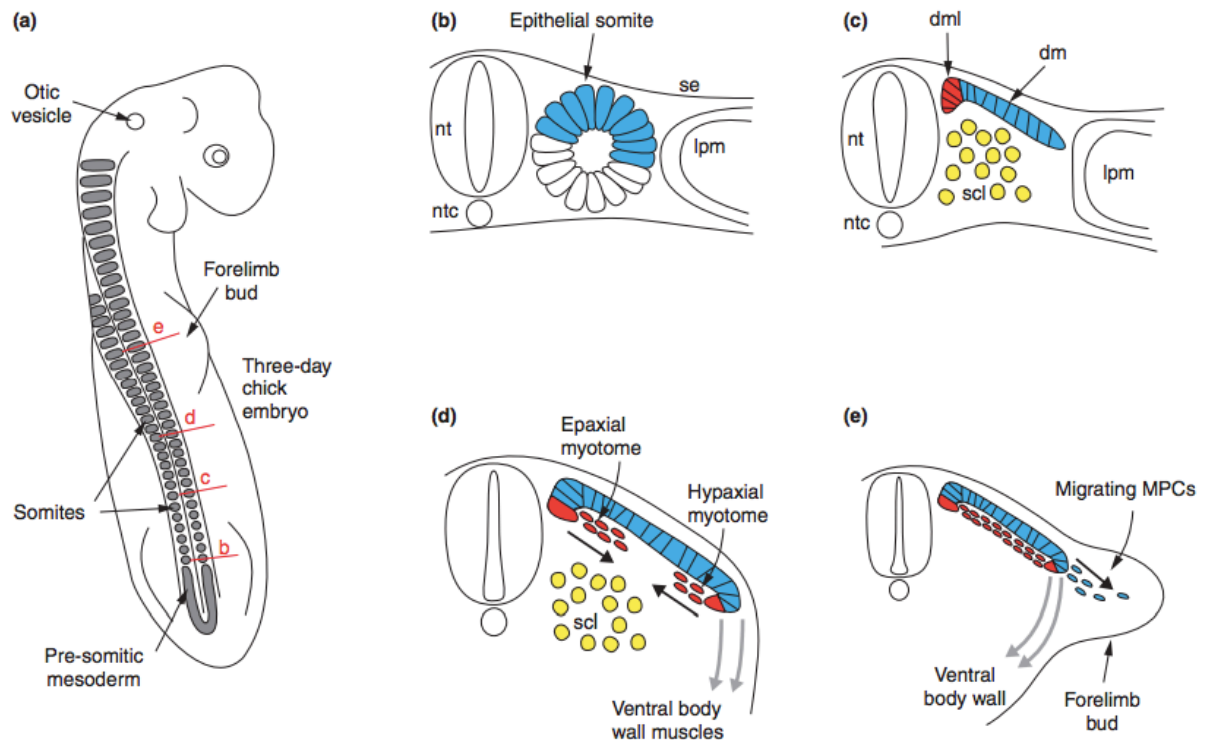 (a)
Otic
vesicle
Forelimb
bud
e
Three-day
chick
embryo
d
c
Somites
b
Pre-somitic
mesoderm
(b)
Epithelial somite
se
nt
lpm
ntc
(c)
dml
dm
nt
lpm
scl
ntc
(d)
Epaxial
myotome
Hypaxial
myotome
scl
Ventral body
wall muscles
(e)
Migrating MPCs
Ventral
body wall
Forelimb
bud